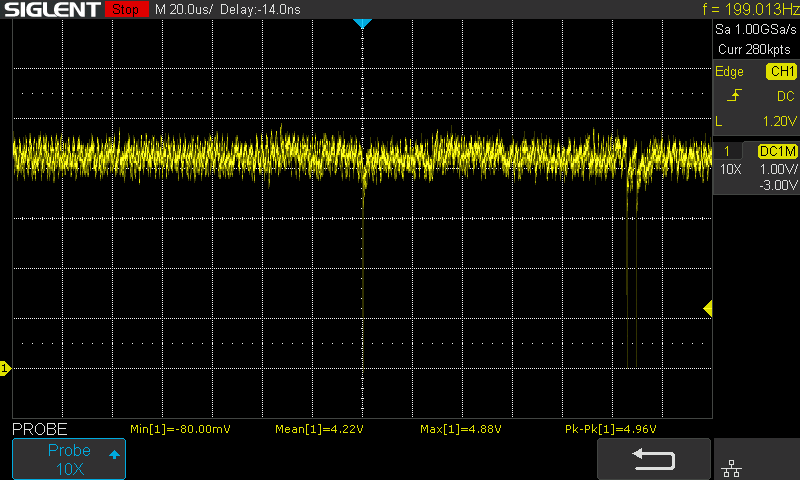 SIGLENT Stop M 20.0us/ Delay:-14.0ns f = 199.013Hz
Sa 1.00GSa/s
Curr 280kpts
Edge CH1
DC
L 1.20V
1 DC1M
10X 1.00V/
-3.00V
1
PROBE Min[1]=-80.00mV Mean[1]=4.22V Max[1]=4.88V Pk-Pk[1]=4.96V
Probe
10X